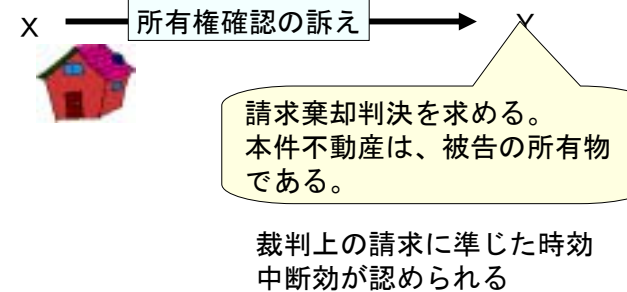 X 所有権確認の訴え Y
請求棄却判決を求める。
本件不動産は、被告の所有物
である。
裁判上の請求に準じた時効
中断効が認められる